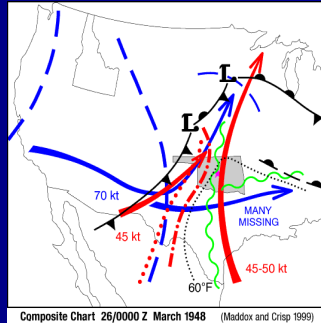 L
L
70 kt
45 kt
MANY
MISSING
60°F
45-50 kt
Composite Chart 26/0000 Z March 1948 (Maddox and Crisp 1999)